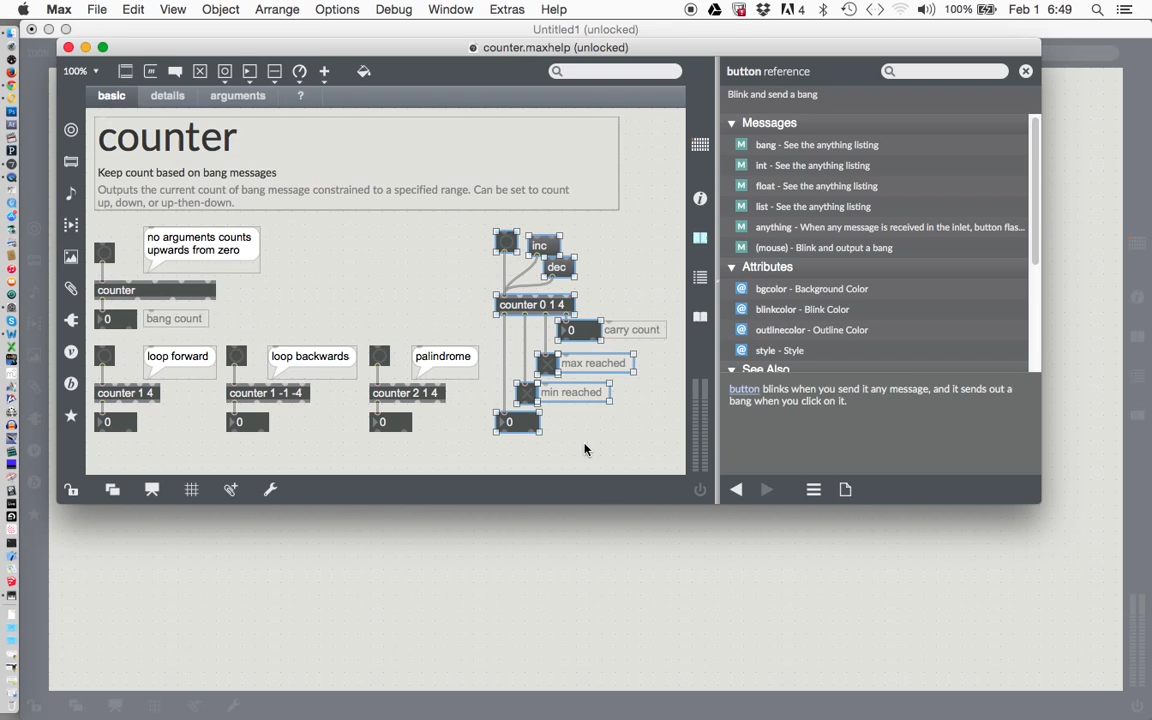 Max File Edit View Object Arrange Options Debug Window Extras Help 4 100% Feb 1 6:49
Untitled1 (unlocked)
counter.maxhelp (unlocked)
100%
button reference
basic details arguments ?
Blink and send a bang
counter
Keep count based on bang messages
Outputs the current count of bang message constrained to a specified range. Can be set to count
up, down, or up-then-down.
no arguments counts
upwards from zero
counter
0
bang count
loop forward
counter 1 4
0
loop backwards
counter 1 -1 -4
0
palindrome
counter 2 1 4
0
inc
dec
counter 0 1 4
0
carry count
max reached
min reached
0
Messages
M bang - See the anything listing
M int - See the anything listing
M float - See the anything listing
M list - See the anything listing
M anything - When any message is received in the inlet, button flas...
M (mouse) - Blink and output a bang
Attributes
@ bgcolor - Background Color
@ blinkcolor - Blink Color
@ outlinecolor - Outline Color
@ style - Style
See Also
button blinks when you send it any message, and it sends out a
bang when you click on it.